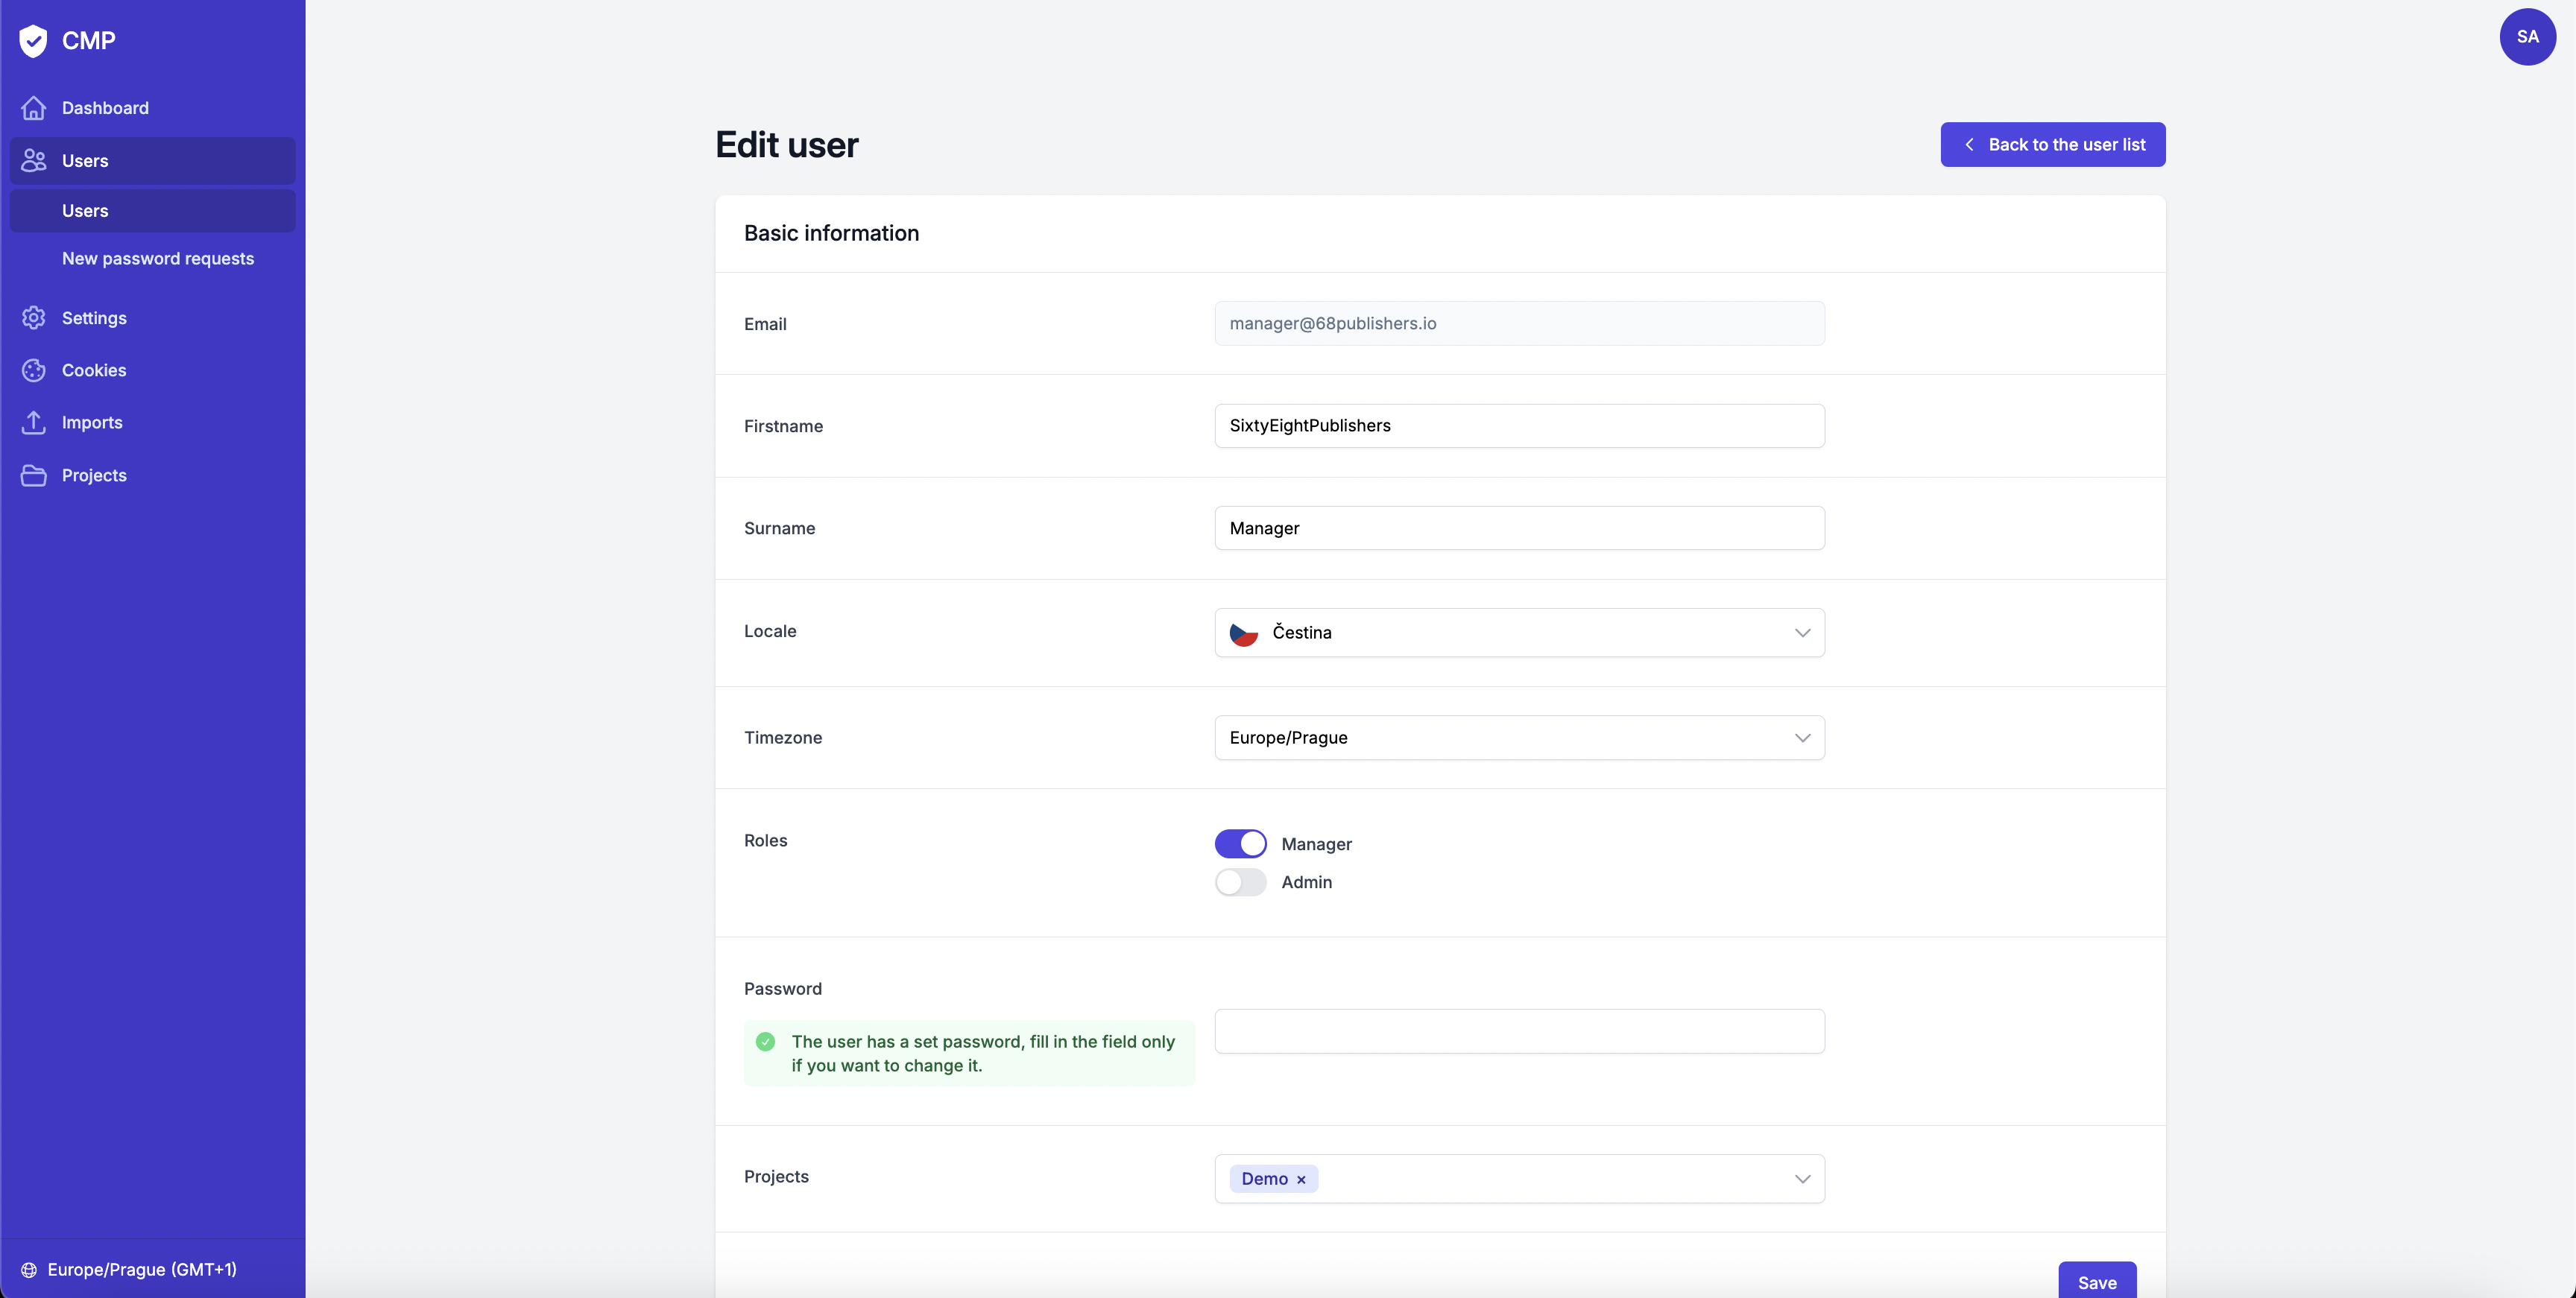 CMP
SA
Dashboard
Users
Users
New password requests
Settings
Cookies
Imports
Projects
Europe/Prague (GMT+1)
Edit user
Back to the user list
Basic information
Email
manager@68publishers.io
Firstname
SixtyEightPublishers
Surname
Manager
Locale
Čestina
Timezone
Europe/Prague
Roles
Manager
Admin
Password
The user has a set password, fill in the field only
if you want to change it.
Projects
Demo ×
Save